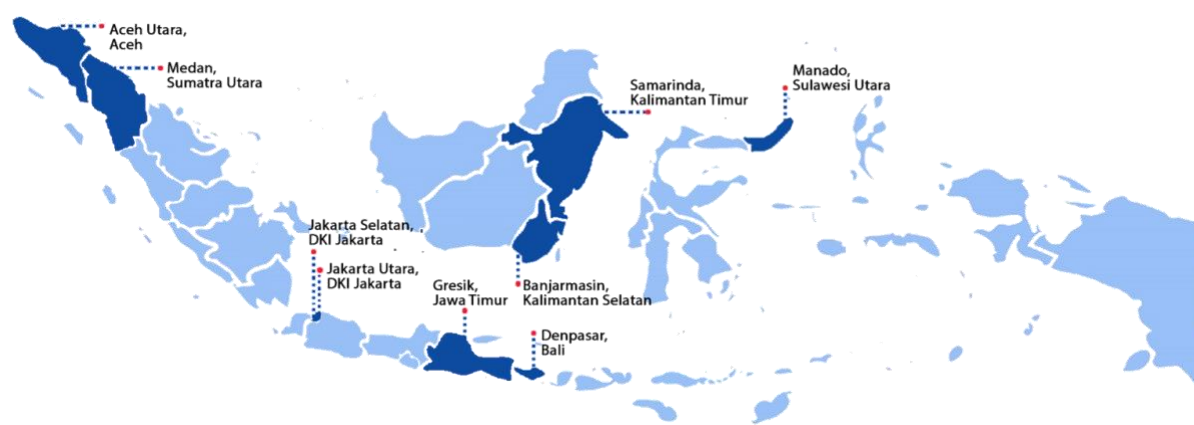 Aceh Utara,
Aceh
Medan,
Sumatra Utara
Manado,
Sulawesi Utara
Samarinda,
Kalimantan Timur
Jakarta Selatan,
DKI Jakarta
Jakarta Utara,
DKI Jakarta
Gresik,
Jawa Timur
Banjarmasin,
Kalimantan Selatan
Denpasar,
Bali